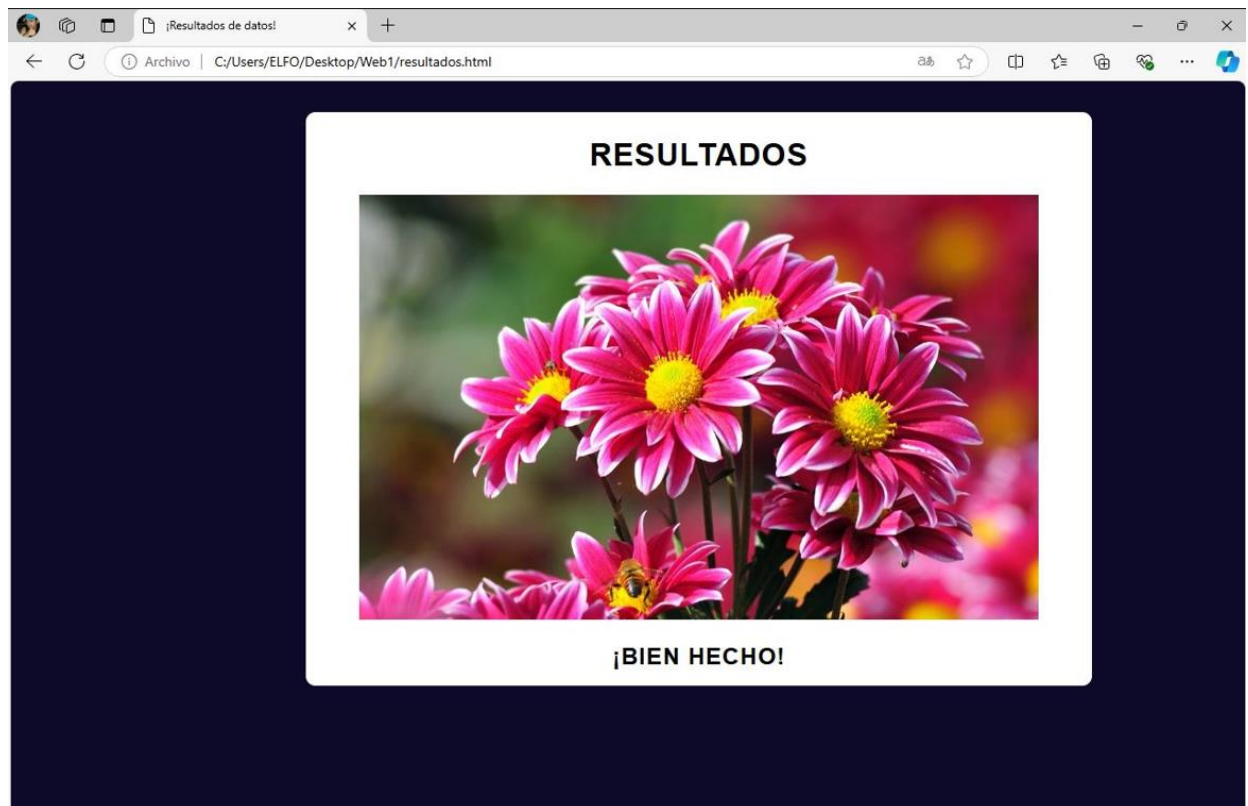 ¡Resultados de datos!
Archivo | C:/Users/ELFO/Desktop/Web1/resultados.html
RESULTADOS
¡BIEN HECHO!